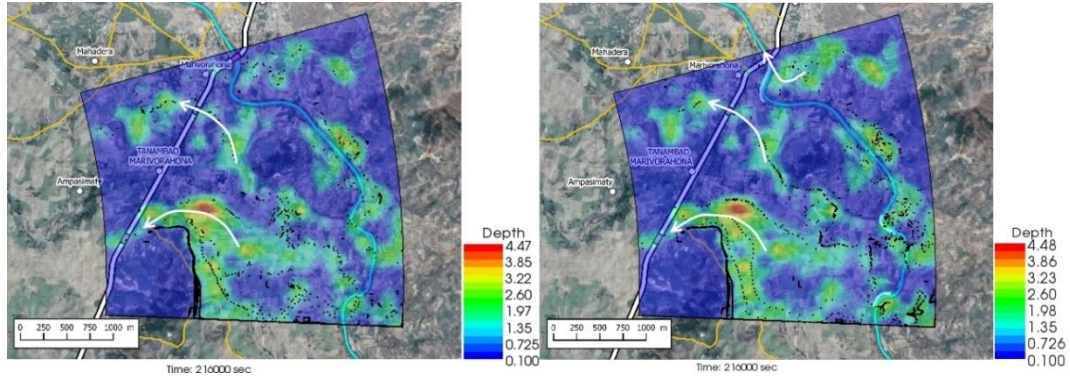 Mahadera
Marivorahona
TANAMBAO
MARIVORAHONA
Ampasimaty
Depth
4.47
3.85
3.22
2.60
1.97
1.35
0.725
0.100
0 250 500 750 1000 m
Time: 216000 sec
Mahadera
Marivorahona
TANAMBAO
MARIVORAHONA
Ampasimaty
Depth
4.48
3.86
3.23
2.60
1.98
1.35
0.725
0.100
0 250 500 750 1000 m
Time: 216000 sec